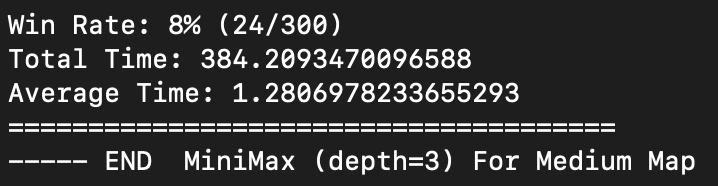 Win Rate: 8% (24/300)
Total Time: 384.2093470096588
Average Time: 1.2806978233655293
======================================
----- END  MiniMax (depth=3) For Medium Map